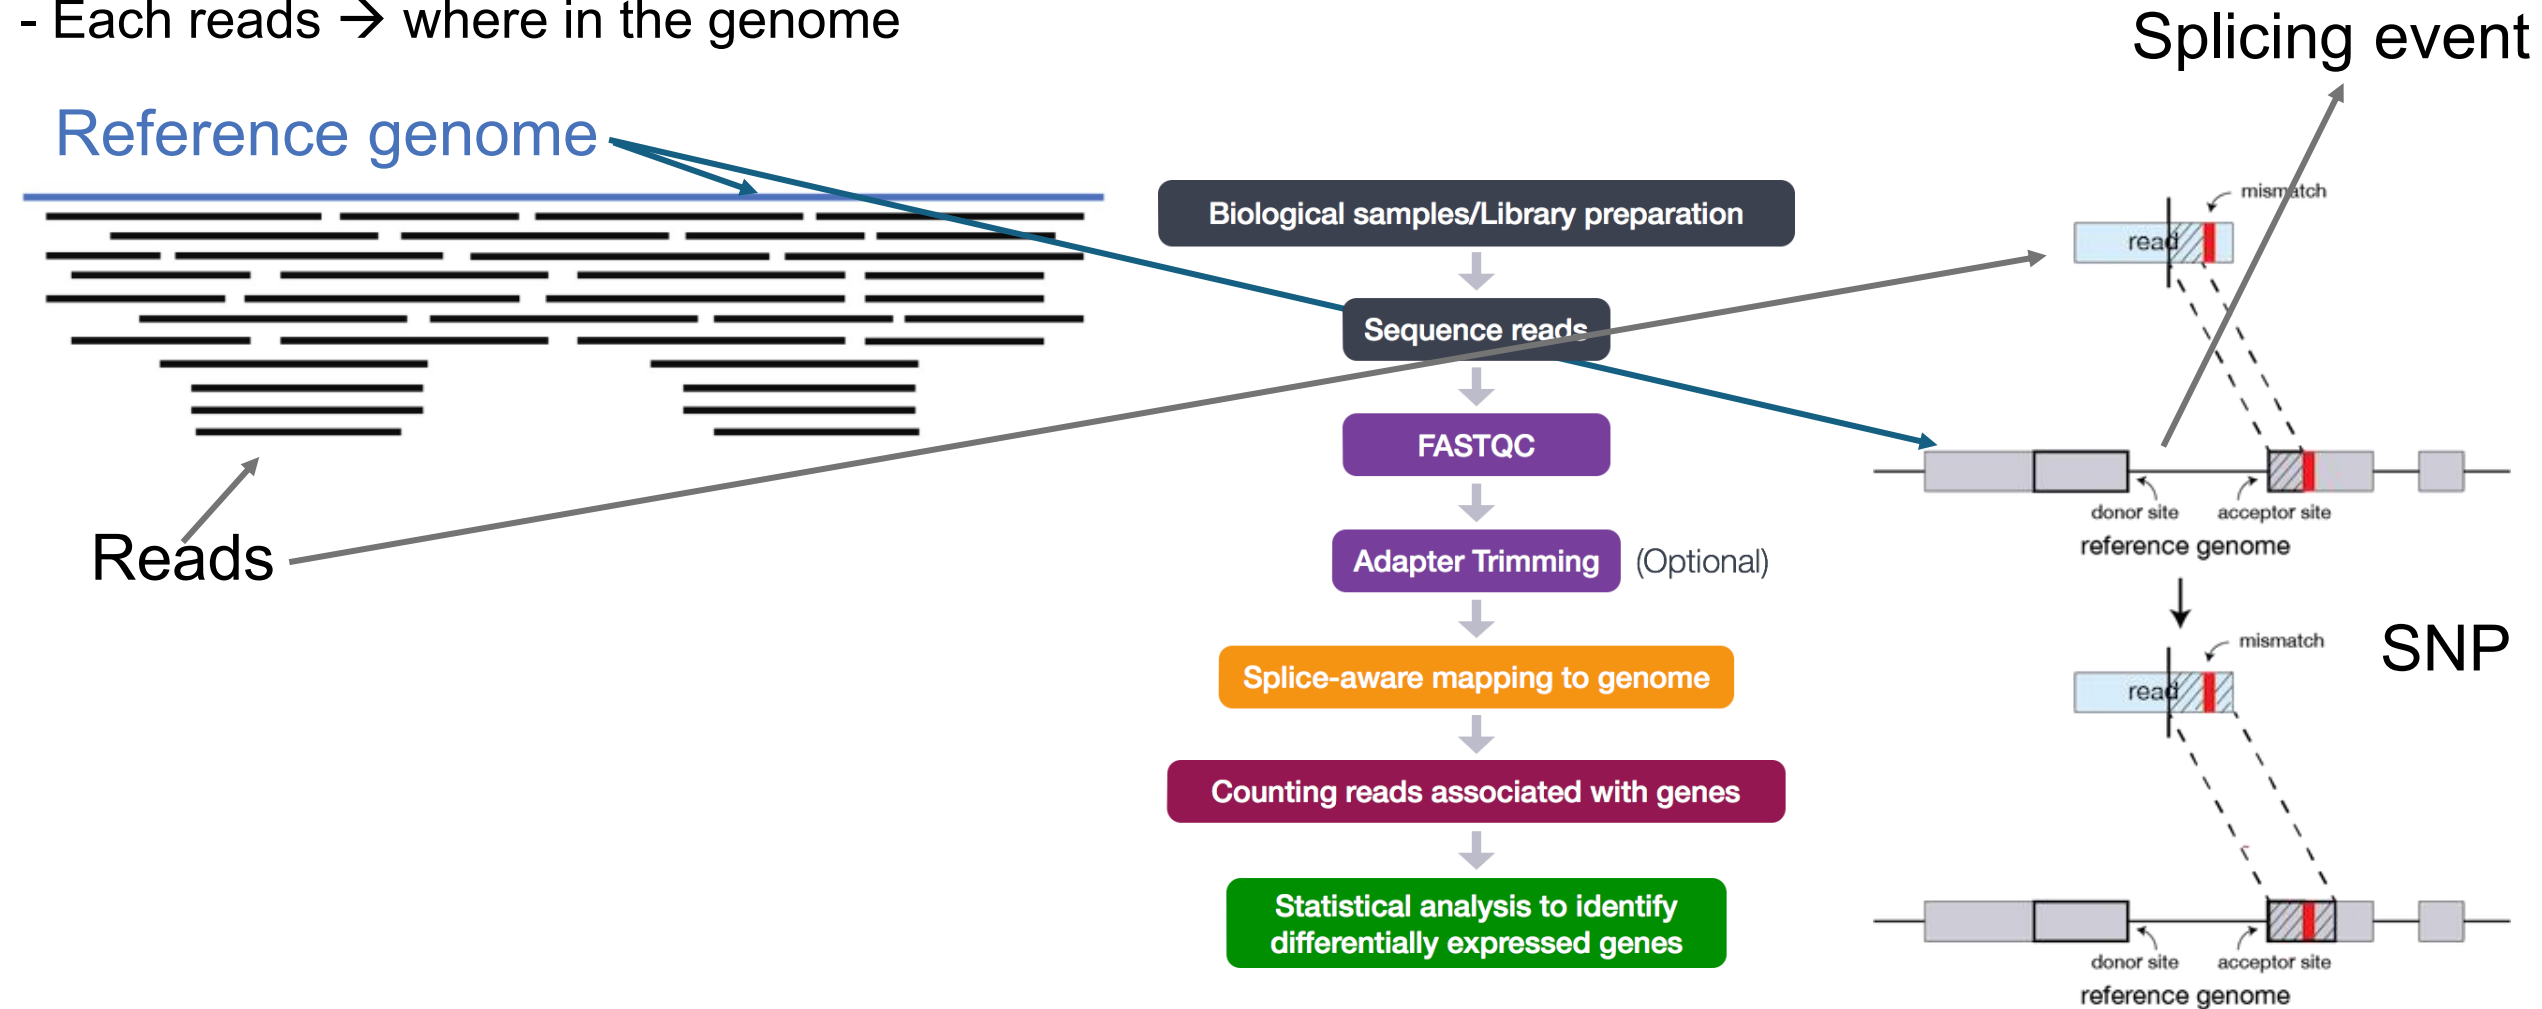 - Each reads → where in the genome
Splicing event
Reference genome
Reads
Biological samples/Library preparation
Sequence reads
FASTQC
Adapter Trimming (Optional)
Splice-aware mapping to genome
Counting reads associated with genes
Statistical analysis to identify
differentially expressed genes
mismatch
read
donor site acceptor site
reference genome
SNP
mismatch
read
donor site acceptor site
reference genome